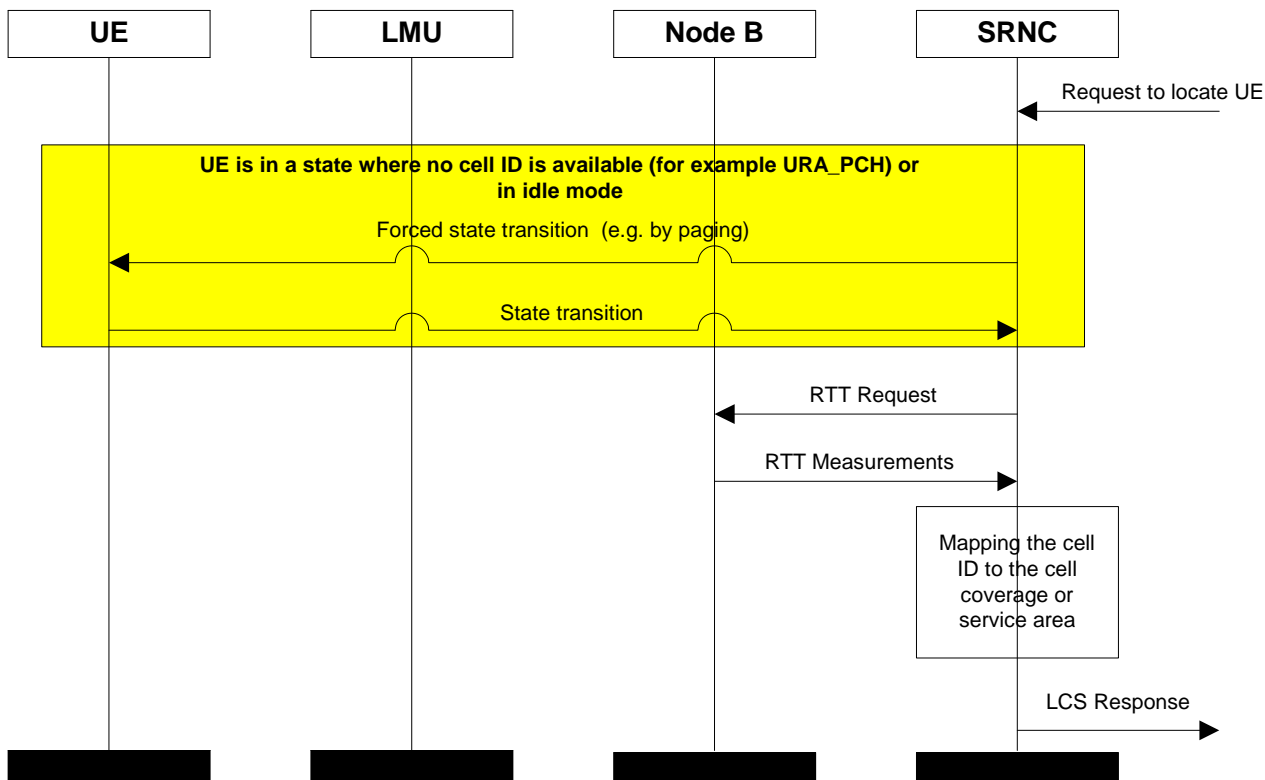 UE
LMU
Node B
SRNC
Request to locate UE
UE is in a state where no cell ID is available (for example URA_PCH) or
in idle mode
Forced state transition (e.g. by paging)
State transition
RTT Request
RTT Measurements
Mapping the cell
ID to the cell
coverage or
service area
LCS Response